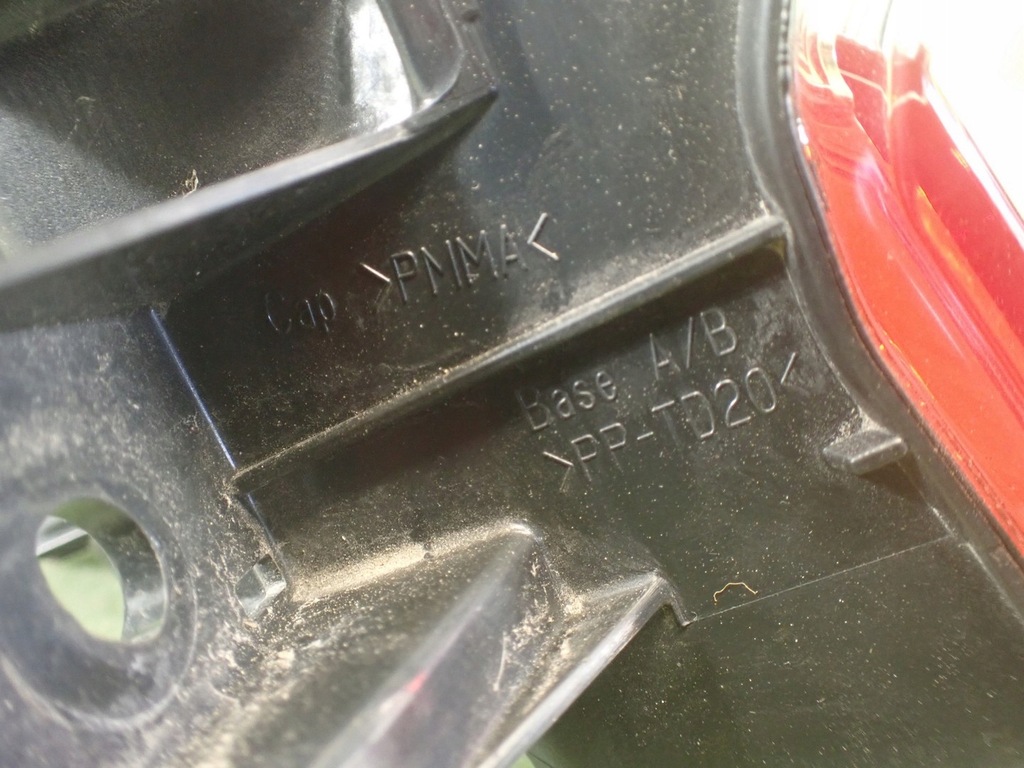 Cap >PMMA<
Base A/B
>PP-TD20<